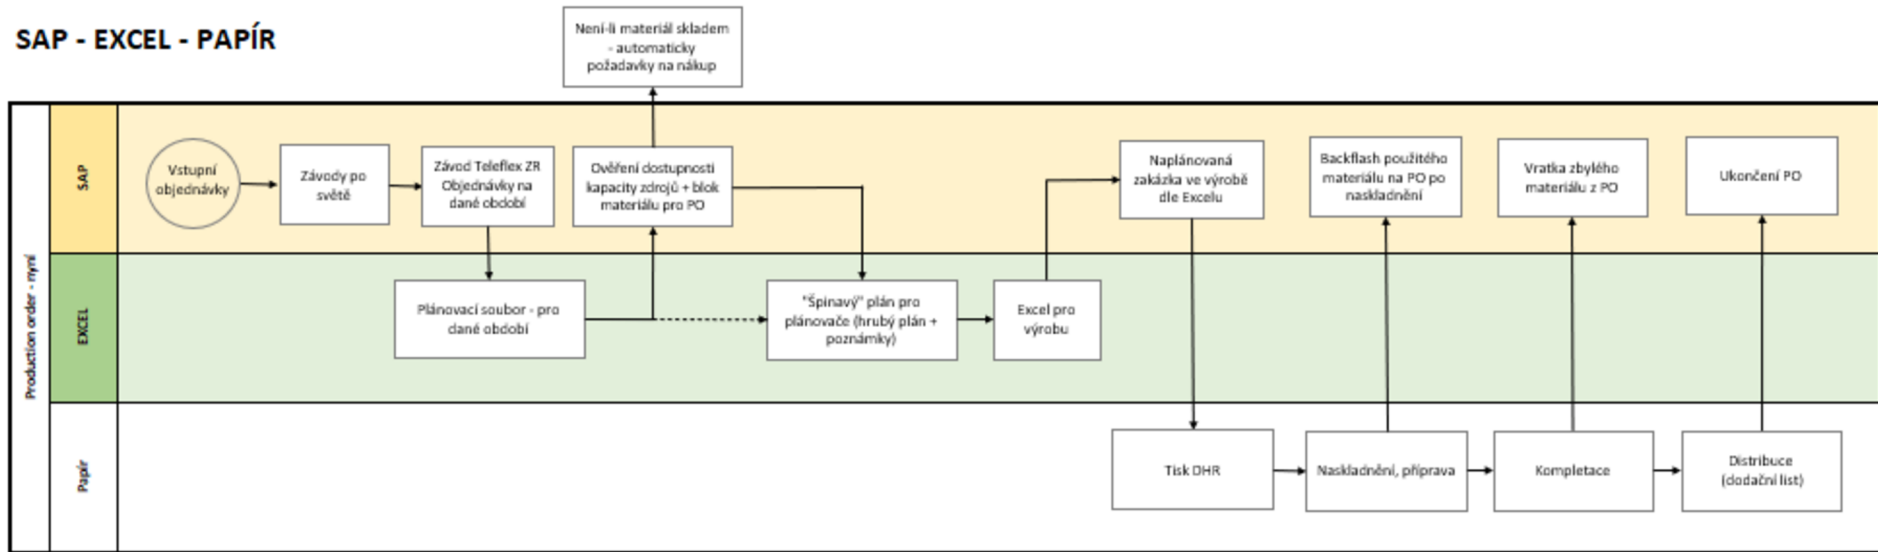 SAP - EXCEL - PAPÍR
Není-li materiál skladem
- automaticky
požadavky na nákup
Production order - nyní
SAP
Vstupní
objednávky
Závody po
světě
Závod Teleflex ZR
Objednávky na
dané období
Ověření dostupnosti
kapacity zdrojů + blok
materiálu pro PO
Naplánovaná
zakázka ve výrobě
dle Excelu
Backflash použitého
materiálu na PO po
naskladnění
Vratka zbylého
materiálu z PO
Ukončení PO
EXCEL
Plánovací soubor - pro
dané období
"Špinavý" plán pro
plánovače (hrubý plán +
poznámky)
Excel pro
výrobu
Papír
Tisk DHR
Naskladnění, příprava
Kompletace
Distribuce
(dodační list)